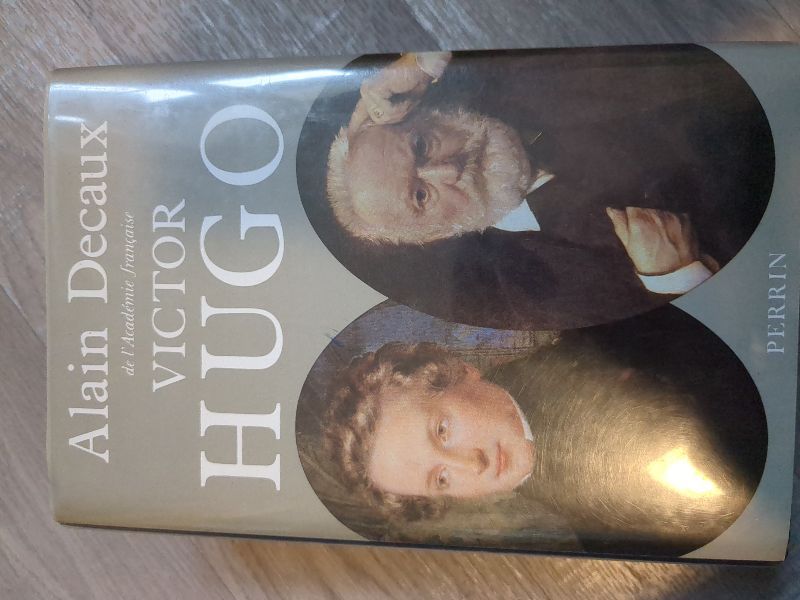 Alain Decaux
de l'Académie française
VICTOR
HUGO
PERRIN